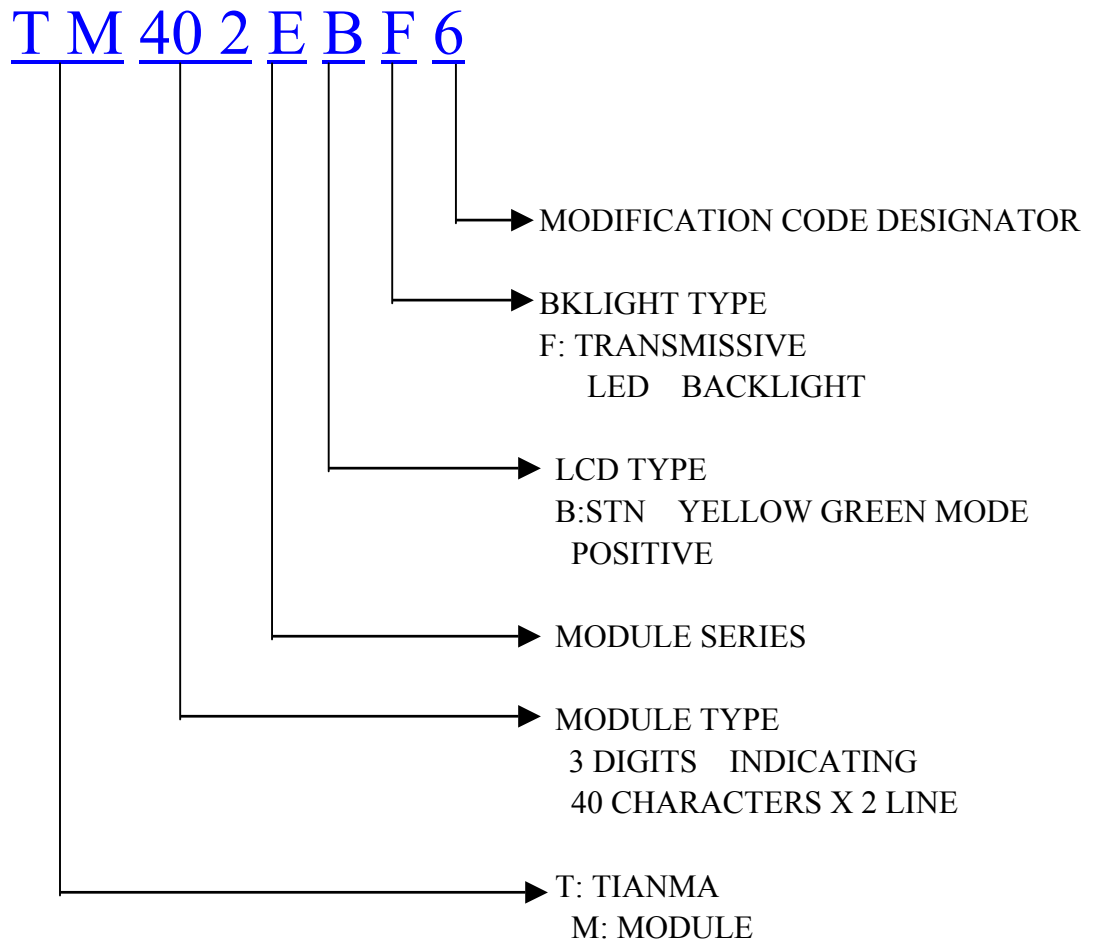 T M 40 2 E B F 6
MODIFICATION CODE DESIGNATOR
BKLIGHT TYPE
F: TRANSMISSIVE
LED BACKLIGHT
LCD TYPE
B:STN YELLOW GREEN MODE
POSITIVE
MODULE SERIES
MODULE TYPE
3 DIGITS INDICATING
40 CHARACTERS X 2 LINE
T: TIANMA
M: MODULE